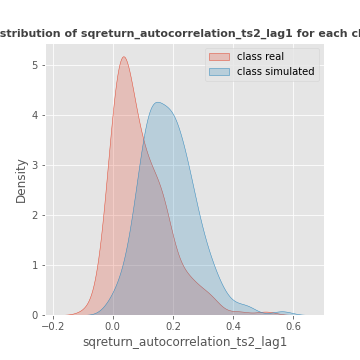 stribution of sqreturn_autocorrelation_ts2_lag1 for each cl
class real
class simulated
5
4
3
2
1
0
Density
−0.2 0.0 0.2 0.4 0.6
sqreturn_autocorrelation_ts2_lag1